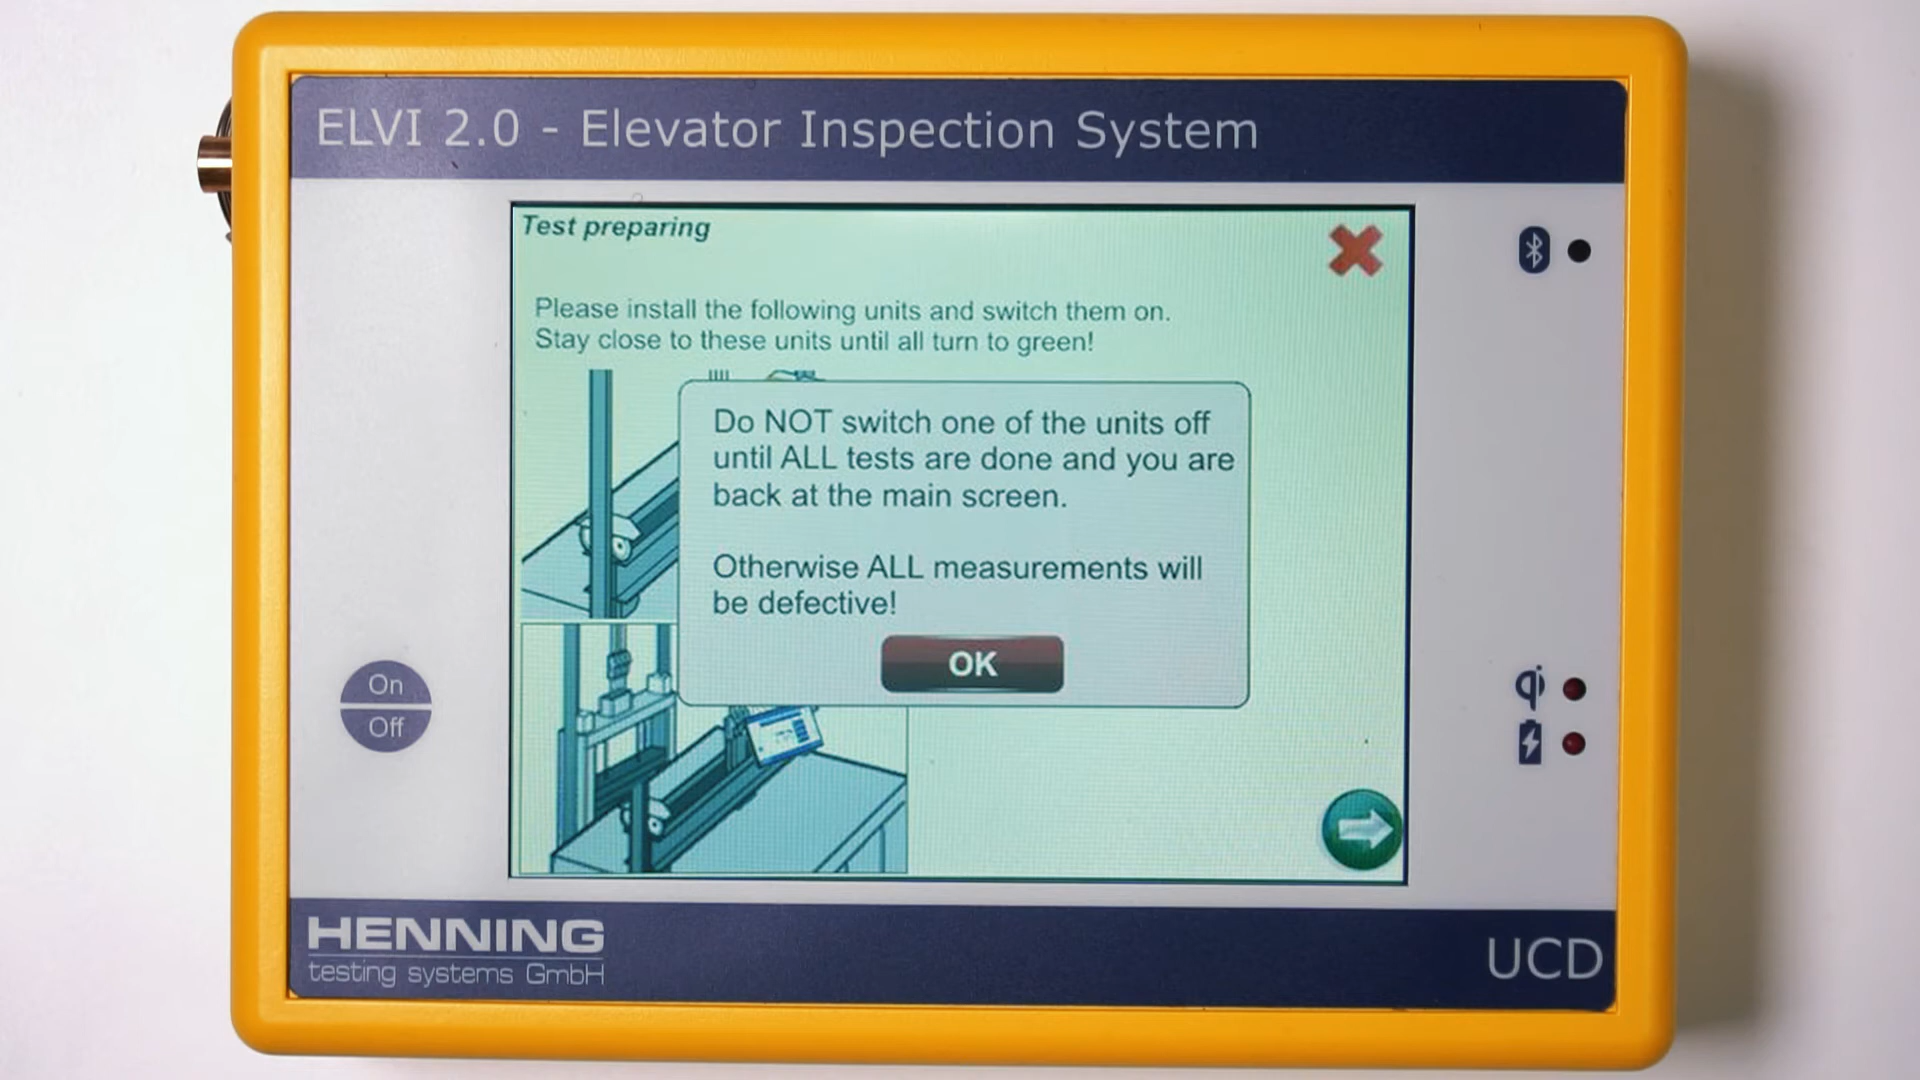 ELVI 2.0 - Elevator Inspection System
Test preparing
Please install the following units and switch them on.
Stay close to these units until all turn to green!
Do NOT switch one of the units off
until ALL tests are done and you are
back at the main screen.
Otherwise ALL measurements will
be defective!
OK
On
Off
qi
HENNING
testing systems GmbH
UCD